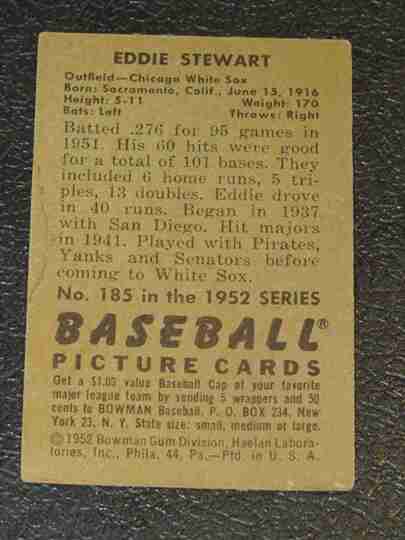 EDDIE STEWART
Outfield—Chicago White Sox
Born: Sacramento, Calif., June 15, 1916
Height: 5-11 Weight: 170
Bats: Left Throws: Right
Batted .276 for 95 games in
1951. His 60 hits were good
for a total of 101 bases. They
included 6 home runs, 5 tri-
ples, 13 doubles. Eddie drove
in 40 runs. Began in 1937
with San Diego. Hit majors
in 1941. Played with Pirates,
Yanks and Senators before
coming to White Sox.
No. 185 in the 1952 SERIES
BASEBALL®
PICTURE CARDS
Get a $1.00 value Baseball Cap of your favorite
major league team by sending 5 wrappers and 50
cents to BOWMAN Baseball, P. O. BOX 234, New
York 23, N. Y. State size: small, medium or large.
©1952 Bowman Gum Division, Haelan Labora-
tories, Inc., Phila. 44, Pa.—Ptd. in U. S. A.